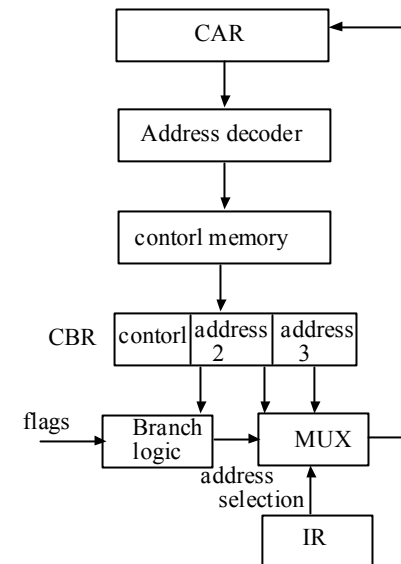 CAR
Address decoder
contorl memory
CBR
contorl
address
2
address
3
flags
Branch
logic
MUX
address
selection
IR